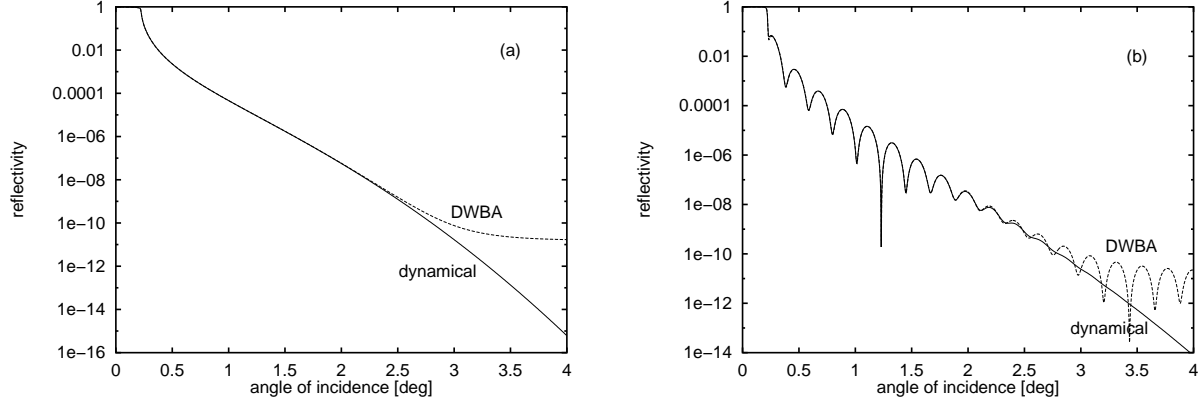 1
0.01
0.0001
1e−06
1e−08
1e−10
1e−12
1e−14
1e−16
reflectivity
(a)
DWBA
dynamical
0 0.5 1 1.5 2 2.5 3 3.5 4
angle of incidence [deg]
1
0.01
0.0001
1e−06
1e−08
1e−10
1e−12
1e−14
reflectivity
(b)
DWBA
dynamical
0 0.5 1 1.5 2 2.5 3 3.5 4
angle of incidence [deg]